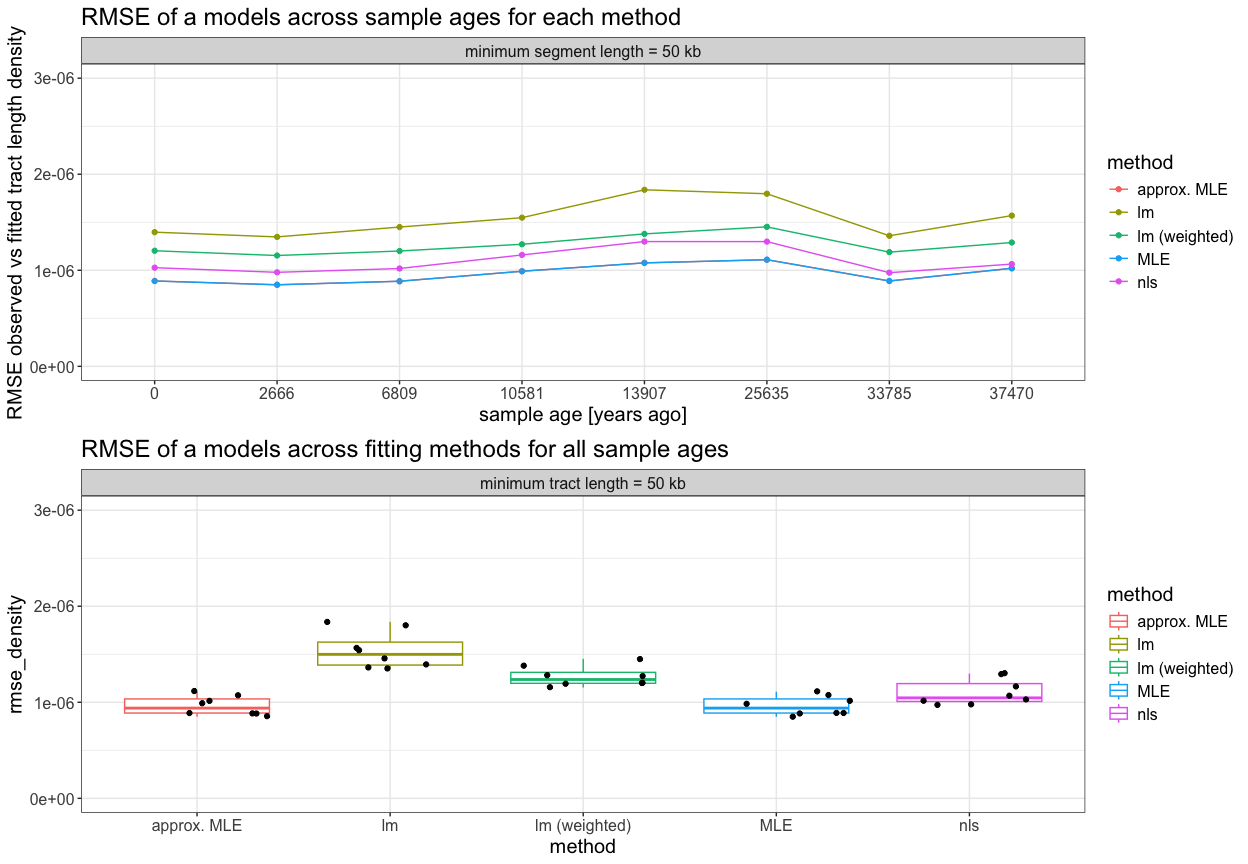 RMSE of a models across sample ages for each method
minimum segment length = 50 kb
RMSE observed vs fitted tract length density
3e-06
2e-06
1e-06
0e+00
0 2666 6809 10581 13907 25635 33785 37470
sample age [years ago]
method
approx. MLE
lm
lm (weighted)
MLE
nls
RMSE of a models across fitting methods for all sample ages
minimum tract length = 50 kb
rmse_density
3e-06
2e-06
1e-06
0e+00
approx. MLE lm lm (weighted) MLE nls
method
method
approx. MLE
lm
lm (weighted)
MLE
nls